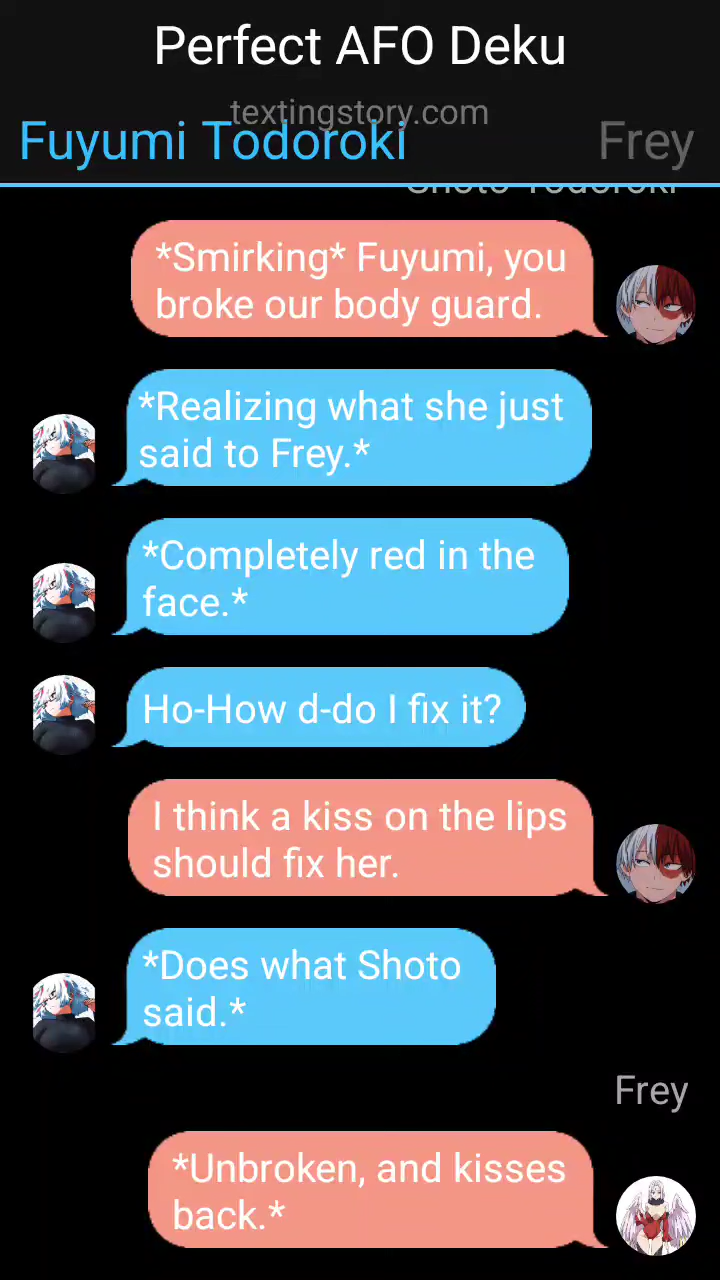 Perfect AFO Deku
textingstory.com
Fuyumi Todoroki
Frey
Shoto Todoroki
*Smirking* Fuyumi, you
broke our body guard.
*Realizing what she just
said to Frey.*
*Completely red in the
face.*
Ho-How d-do I fix it?
I think a kiss on the lips
should fix her.
*Does what Shoto
said.*
Frey
*Unbroken, and kisses
back.*